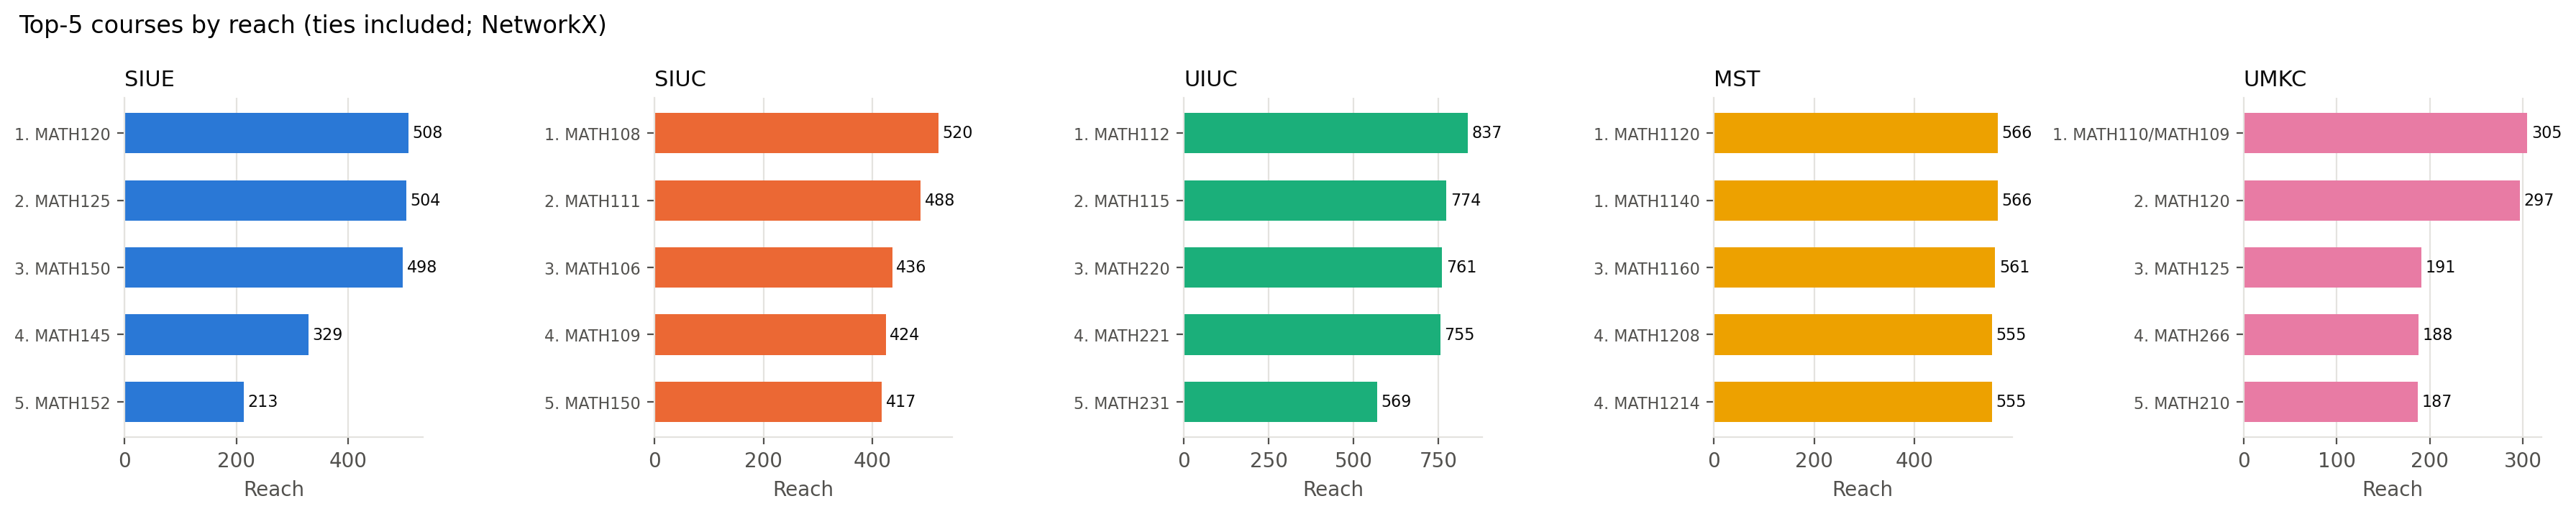 Top-5 courses by reach (ties included; NetworkX)
SIUE
1. MATH120
508
2. MATH125
504
3. MATH150
498
4. MATH145
329
5. MATH152
213
0 200 400
Reach
SIUC
1. MATH108
520
2. MATH111
488
3. MATH106
436
4. MATH109
424
5. MATH150
417
0 200 400
Reach
UIUC
1. MATH112
837
2. MATH115
774
3. MATH220
761
4. MATH221
755
5. MATH231
569
0 250 500 750
Reach
MST
1. MATH1120
566
1. MATH1140
566
3. MATH1160
561
4. MATH1208
555
4. MATH1214
555
0 200 400
Reach
UMKC
1. MATH110/MATH109
305
2. MATH120
297
3. MATH125
191
4. MATH266
188
5. MATH210
187
0 100 200 300
Reach